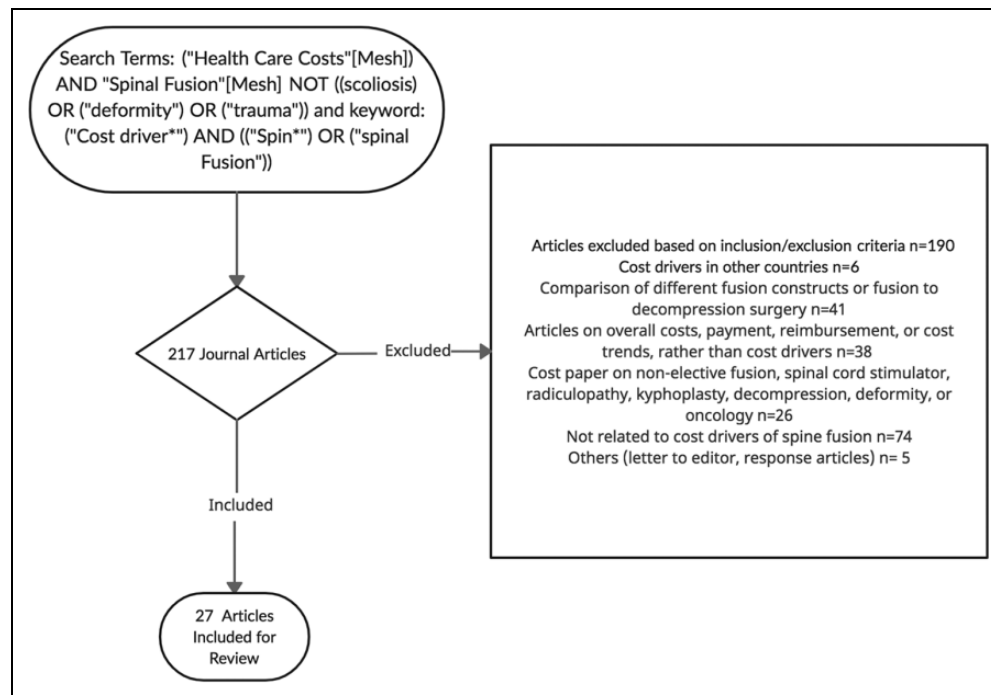 Search Terms: ("Health Care Costs"[Mesh])
AND "Spinal Fusion"[Mesh] NOT ((scoliosis)
OR ("deformity") OR ("trauma")) and keyword:
("Cost driver*") AND (("Spin*") OR ("spinal
Fusion"))
217 Journal Articles
Excluded
Articles excluded based on inclusion/exclusion criteria n=190
Cost drivers in other countries n=6
Comparison of different fusion constructs or fusion to
decompression surgery n=41
Articles on overall costs, payment, reimbursement, or cost
trends, rather than cost drivers n=38
Cost paper on non-elective fusion, spinal cord stimulator,
radiculopathy, kyphoplasty, decompression, deformity, or
oncology n=26
Not related to cost drivers of spine fusion n=74
Others (letter to editor, response articles) n= 5
Included
27 Articles
Included for
Review